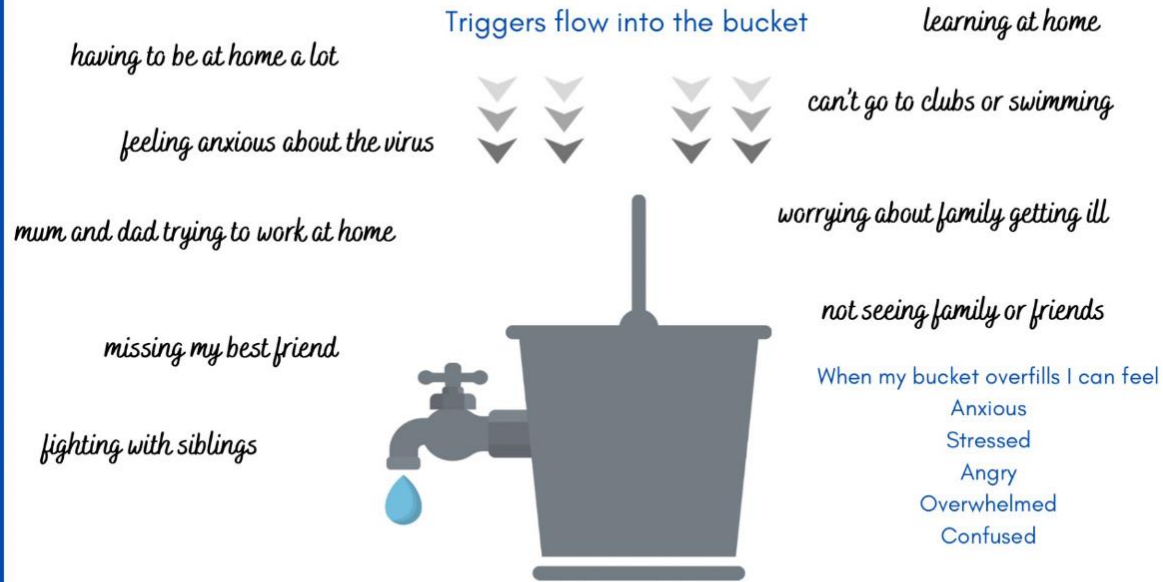 Triggers flow into the bucket
having to be at home a lot
feeling anxious about the virus
mum and dad trying to work at home
missing my best friend
fighting with siblings
learning at home
can't go to clubs or swimming
worrying about family getting ill
not seeing family or friends
When my bucket overfills I can feel
Anxious
Stressed
Angry
Overwhelmed
Confused